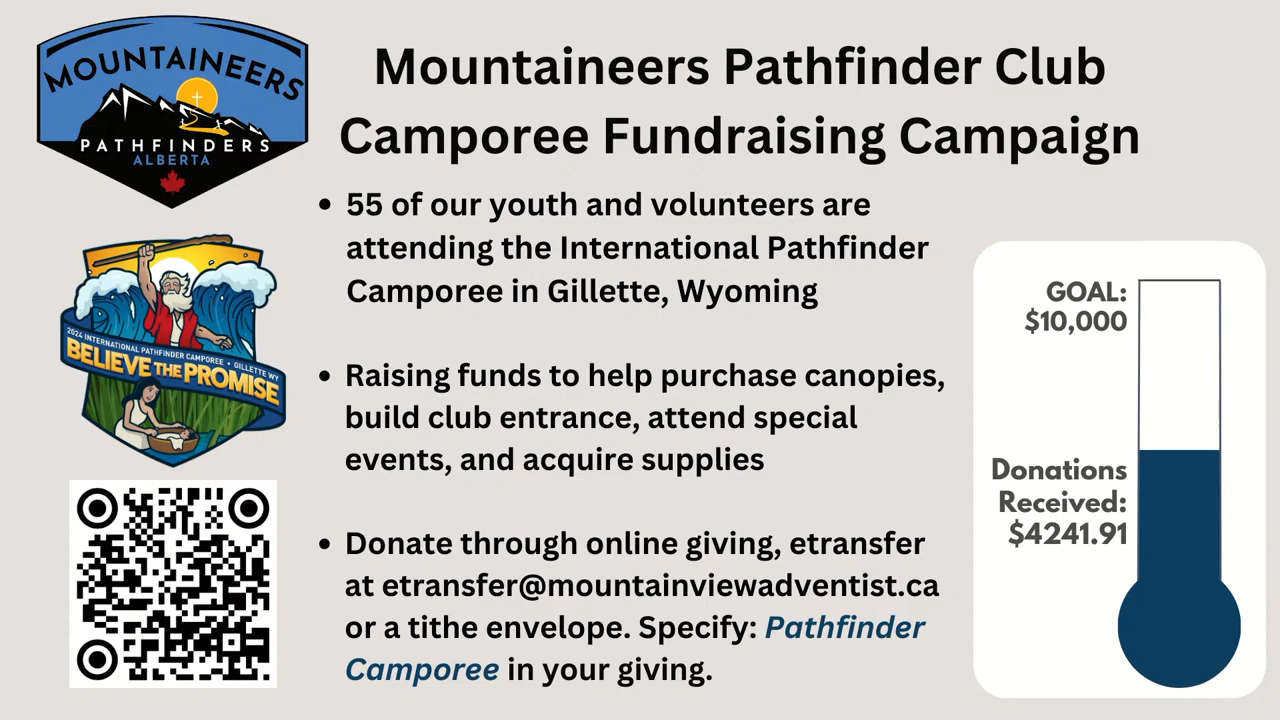 MOUNTAINEERS
PATHFINDERS
ALBERTA
Mountaineers Pathfinder Club
Camporee Fundraising Campaign
• 55 of our youth and volunteers are
attending the International Pathfinder
Camporee in Gillette, Wyoming
2024 INTERNATIONAL PATHFINDER CAMPOREE • GILLETTE WY
BELIEVE THE PROMISE
• Raising funds to help purchase canopies,
build club entrance, attend special
events, and acquire supplies
• Donate through online giving, etransfer
at etransfer@mountainviewadventist.ca
or a tithe envelope. Specify: Pathfinder
Camporee in your giving.
GOAL:
$10,000
Donations
Received:
$4241.91